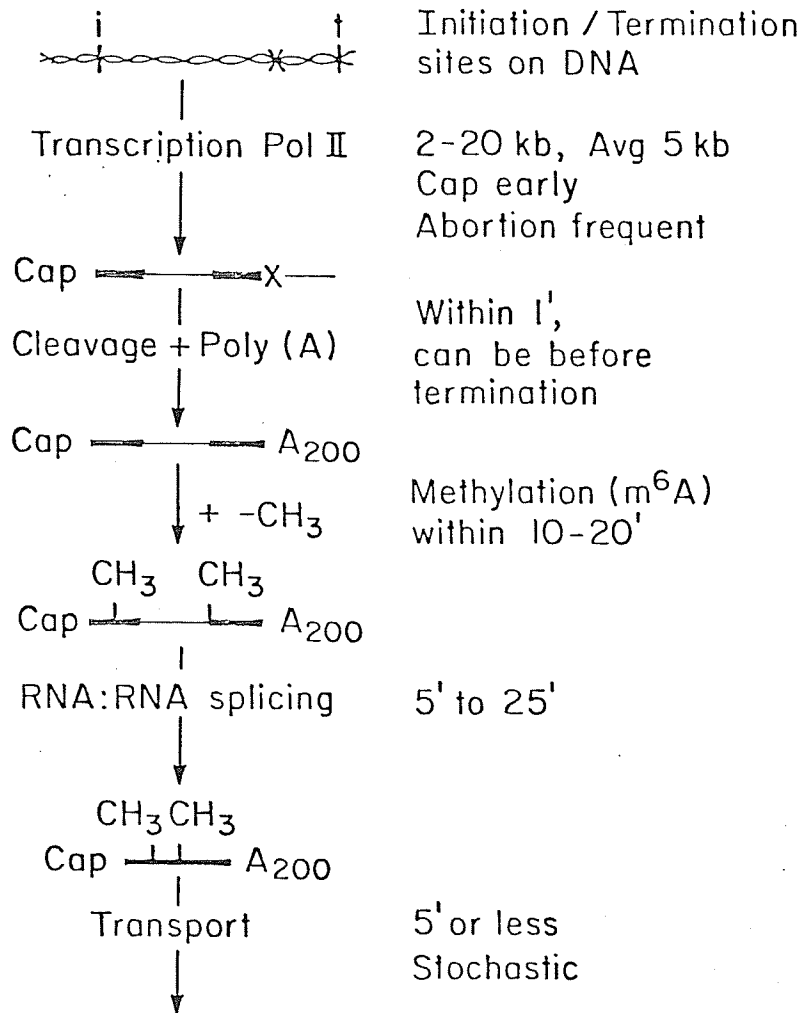 i t Initiation / Termination
sites on DNA
Transcription Pol II 2-20 kb, Avg 5 kb
Cap early
Abortion frequent
Cap X
Within 1',
Cleavage + Poly (A) can be before
termination
Cap A200
Methylation (m6A)
+ -CH3 within 10-20'
CH3 CH3
Cap A200
RNA:RNA splicing 5' to 25'
CH3 CH3
Cap A200
Transport 5' or less
Stochastic